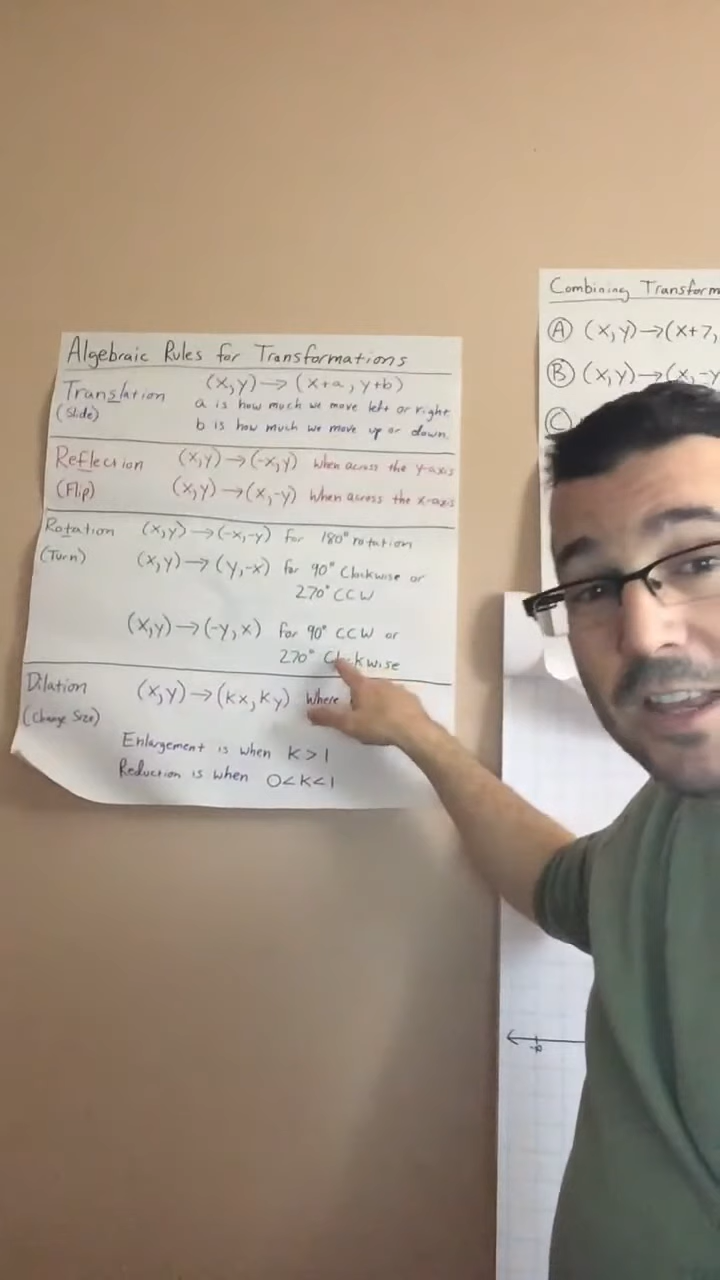 Algebraic Rules for Transformations
Translation (x,y)→(x+a, y+b)
(Slide) a is how much we move left or right.
b is how much we move up or down.
Reflection (x,y)→(-x,y) when across the y-axis
(Flip) (x,y)→(x,-y) when across the x-axis
Rotation (x,y)→(-x,-y) for 180° rotation
(Turn) (x,y)→(y,-x) for 90° Clockwise or
270° CCW
(x,y)→(-y,x) for 90° CCW or
270° Clockwise
Dilation (x,y)→(kx, ky) Where
(Change Size)
Enlargement is when K>1
Reduction is when 0<K<1
Combining Transform
Ⓐ (x,y)→(x+7,
Ⓑ (x,y)→(x,-y
Ⓒ